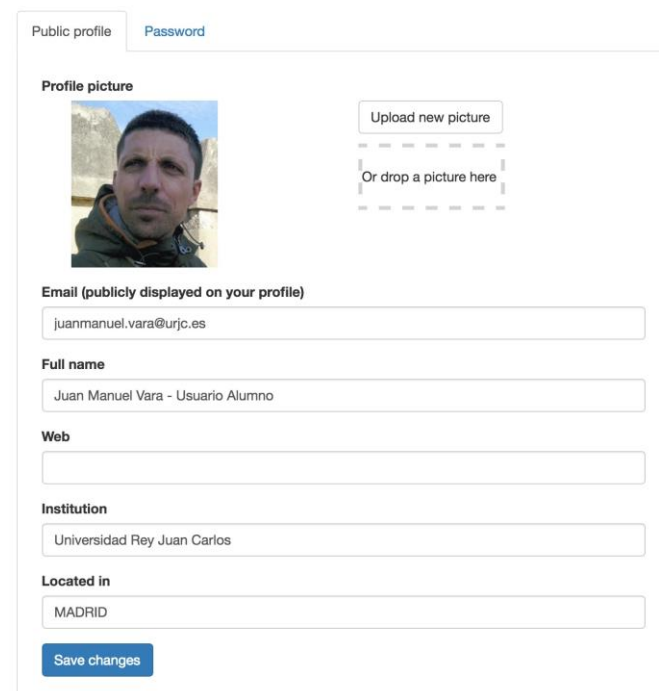 Public profile
Password
Profile picture
Upload new picture
Or drop a picture here
Email (publicly displayed on your profile)
juanmanuel.vara@urjc.es
Full name
Juan Manuel Vara - Usuario Alumno
Web
Institution
Universidad Rey Juan Carlos
Located in
MADRID
Save changes